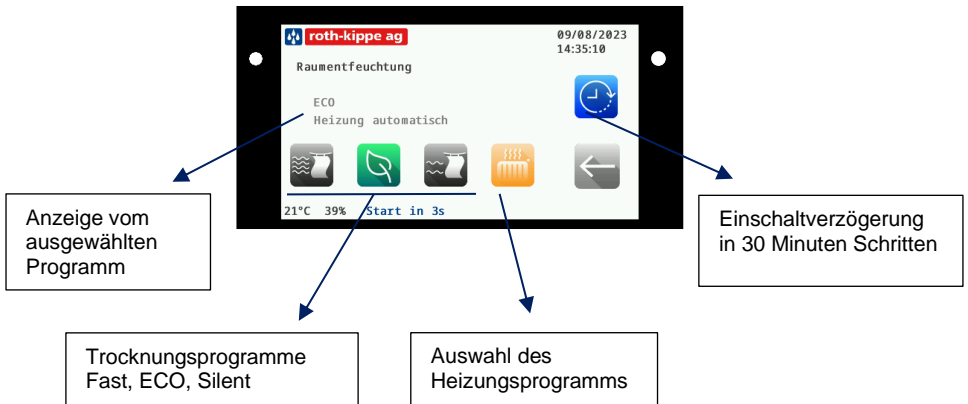 roth-kippe ag
09/08/2023
14:35:10
Raumentfeuchtung
ECO
Heizung automatisch
21°C 39% Start in 3s
Anzeige vom
ausgewählten
Programm
Einschaltverzögerung
in 30 Minuten Schritten
Trocknungsprogramme
Fast, ECO, Silent
Auswahl des
Heizungsprogramms